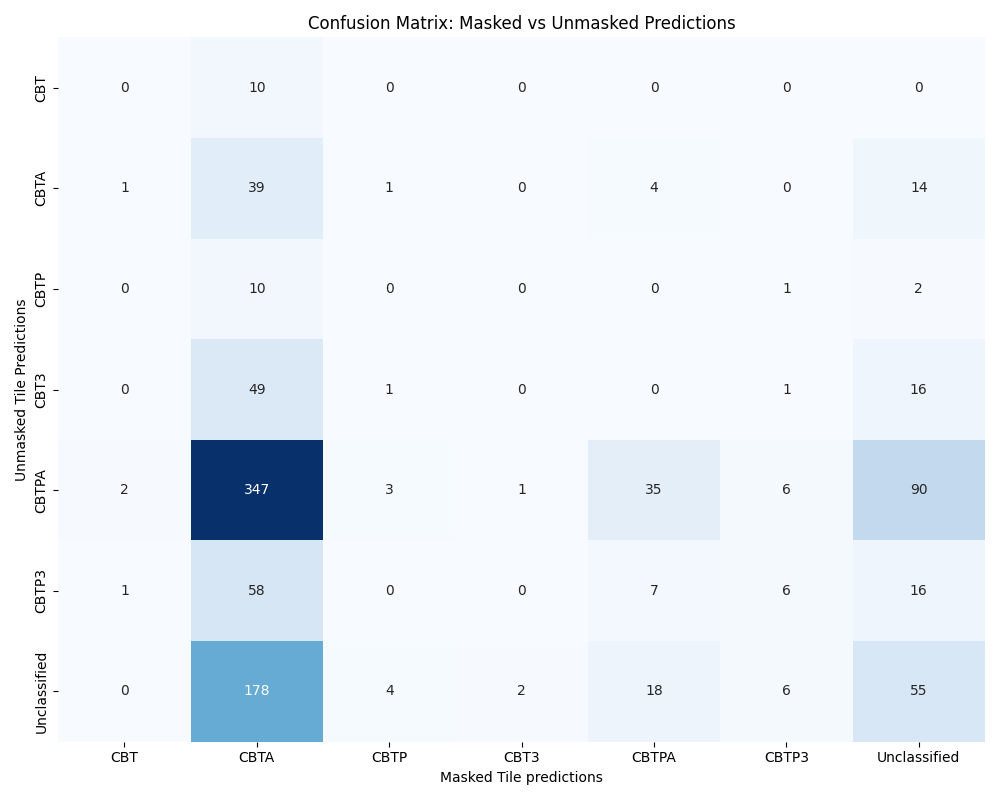 Confusion Matrix: Masked vs Unmasked Predictions
Unmasked Tile Predictions
CBT 0 10 0 0 0 0 0
CBTA 1 39 1 0 4 0 14
CBTP 0 10 0 0 0 1 2
CBT3 0 49 1 0 0 1 16
CBTPA 2 347 3 1 35 6 90
CBTP3 1 58 0 0 7 6 16
Unclassified 0 178 4 2 18 6 55
CBT CBTA CBTP CBT3 CBTPA CBTP3 Unclassified
Masked Tile predictions